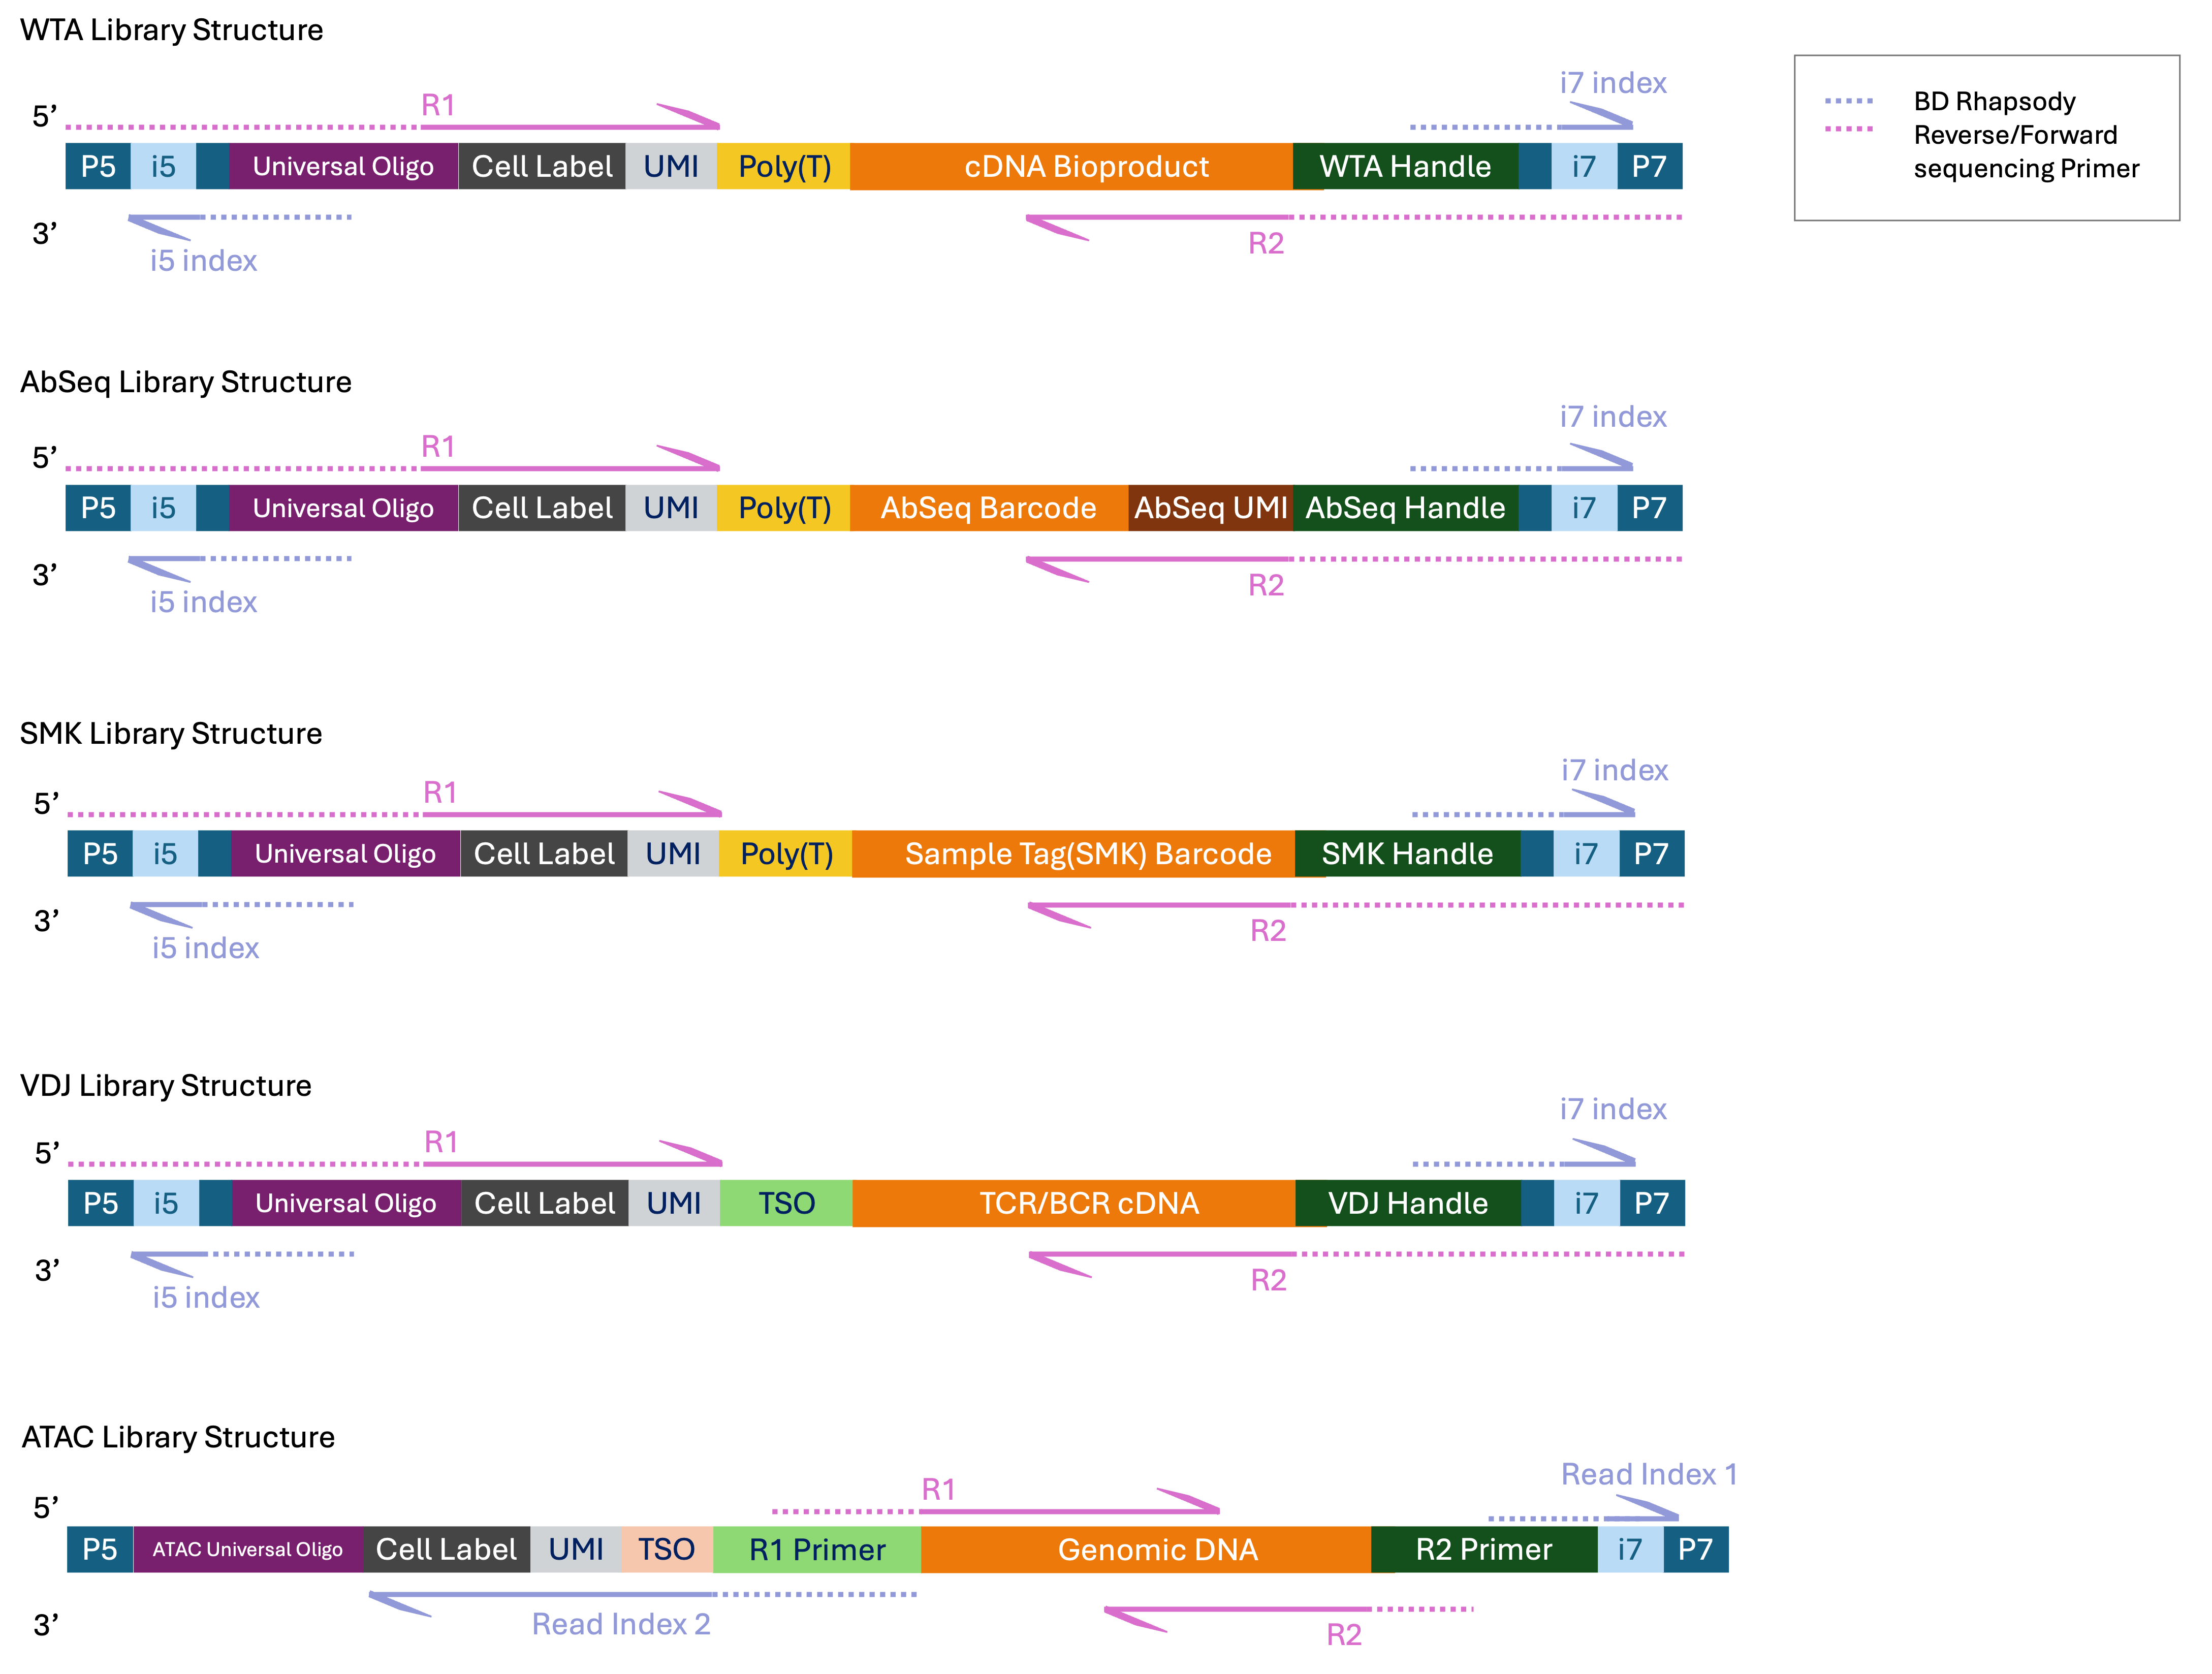 WTA Library Structure
i7 index
R1
5’
P5 i5 Universal Oligo Cell Label UMI Poly(T) cDNA Bioproduct WTA Handle i7 P7
3’
i5 index
R2
BD Rhapsody
Reverse/Forward
sequencing Primer
AbSeq Library Structure
i7 index
R1
5’
P5 i5 Universal Oligo Cell Label UMI Poly(T) AbSeq Barcode AbSeq UMI AbSeq Handle i7 P7
3’
i5 index
R2
SMK Library Structure
i7 index
R1
5’
P5 i5 Universal Oligo Cell Label UMI Poly(T) Sample Tag(SMK) Barcode SMK Handle i7 P7
3’
i5 index
R2
VDJ Library Structure
i7 index
R1
5’
P5 i5 Universal Oligo Cell Label UMI TSO TCR/BCR cDNA VDJ Handle i7 P7
3’
i5 index
R2
ATAC Library Structure
Read Index 1
R1
5’
P5 ATAC Universal Oligo Cell Label UMI TSO R1 Primer Genomic DNA R2 Primer i7 P7
3’
Read Index 2
R2